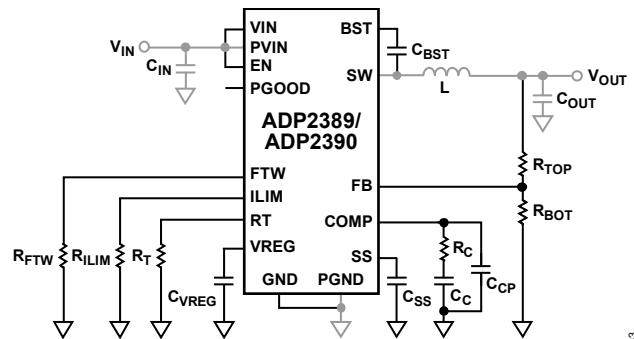 VIN
BST
VIN
PVIN
CBST
CIN
EN
SW
L
VOUT
PGOOD
COUT
ADP2389/
ADP2390
FTW
RTOP
ILIM
FB
RT
COMP
RBOT
RFTW
RILIM
RT
VREG
RC
SS
CVREG
GND
PGND
CSS
CC
CCP
3